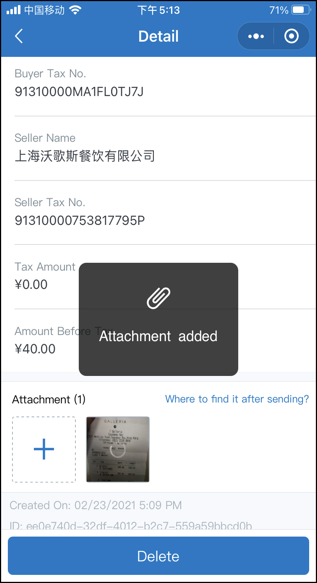 中国移动
下午5:13
71%
Detail
Buyer Tax No.
91310000MA1FL0TJ7J
Seller Name
上海沃歌斯餐饮有限公司
Seller Tax No.
91310000753817795P
Tax Amount
¥0.00
Amount Before
¥40.00
Attachment added
Attachment (1)
Where to find it after sending?
Created On: 02/23/2021 5:09 PM
ID: ee0e740d-32df-4012-b2c7-559a59bbcd0b
Delete